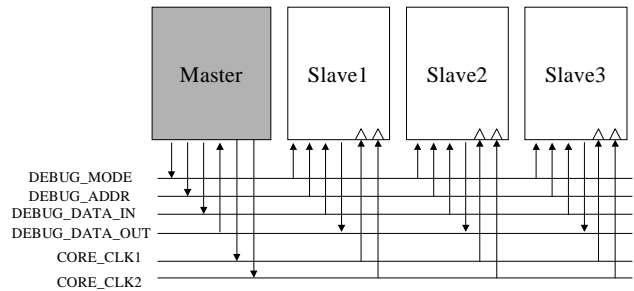 Master
Slave1
Slave2
Slave3
DEBUG_MODE
DEBUG_ADDR
DEBUG_DATA_IN
DEBUG_DATA_OUT
CORE_CLK1
CORE_CLK2